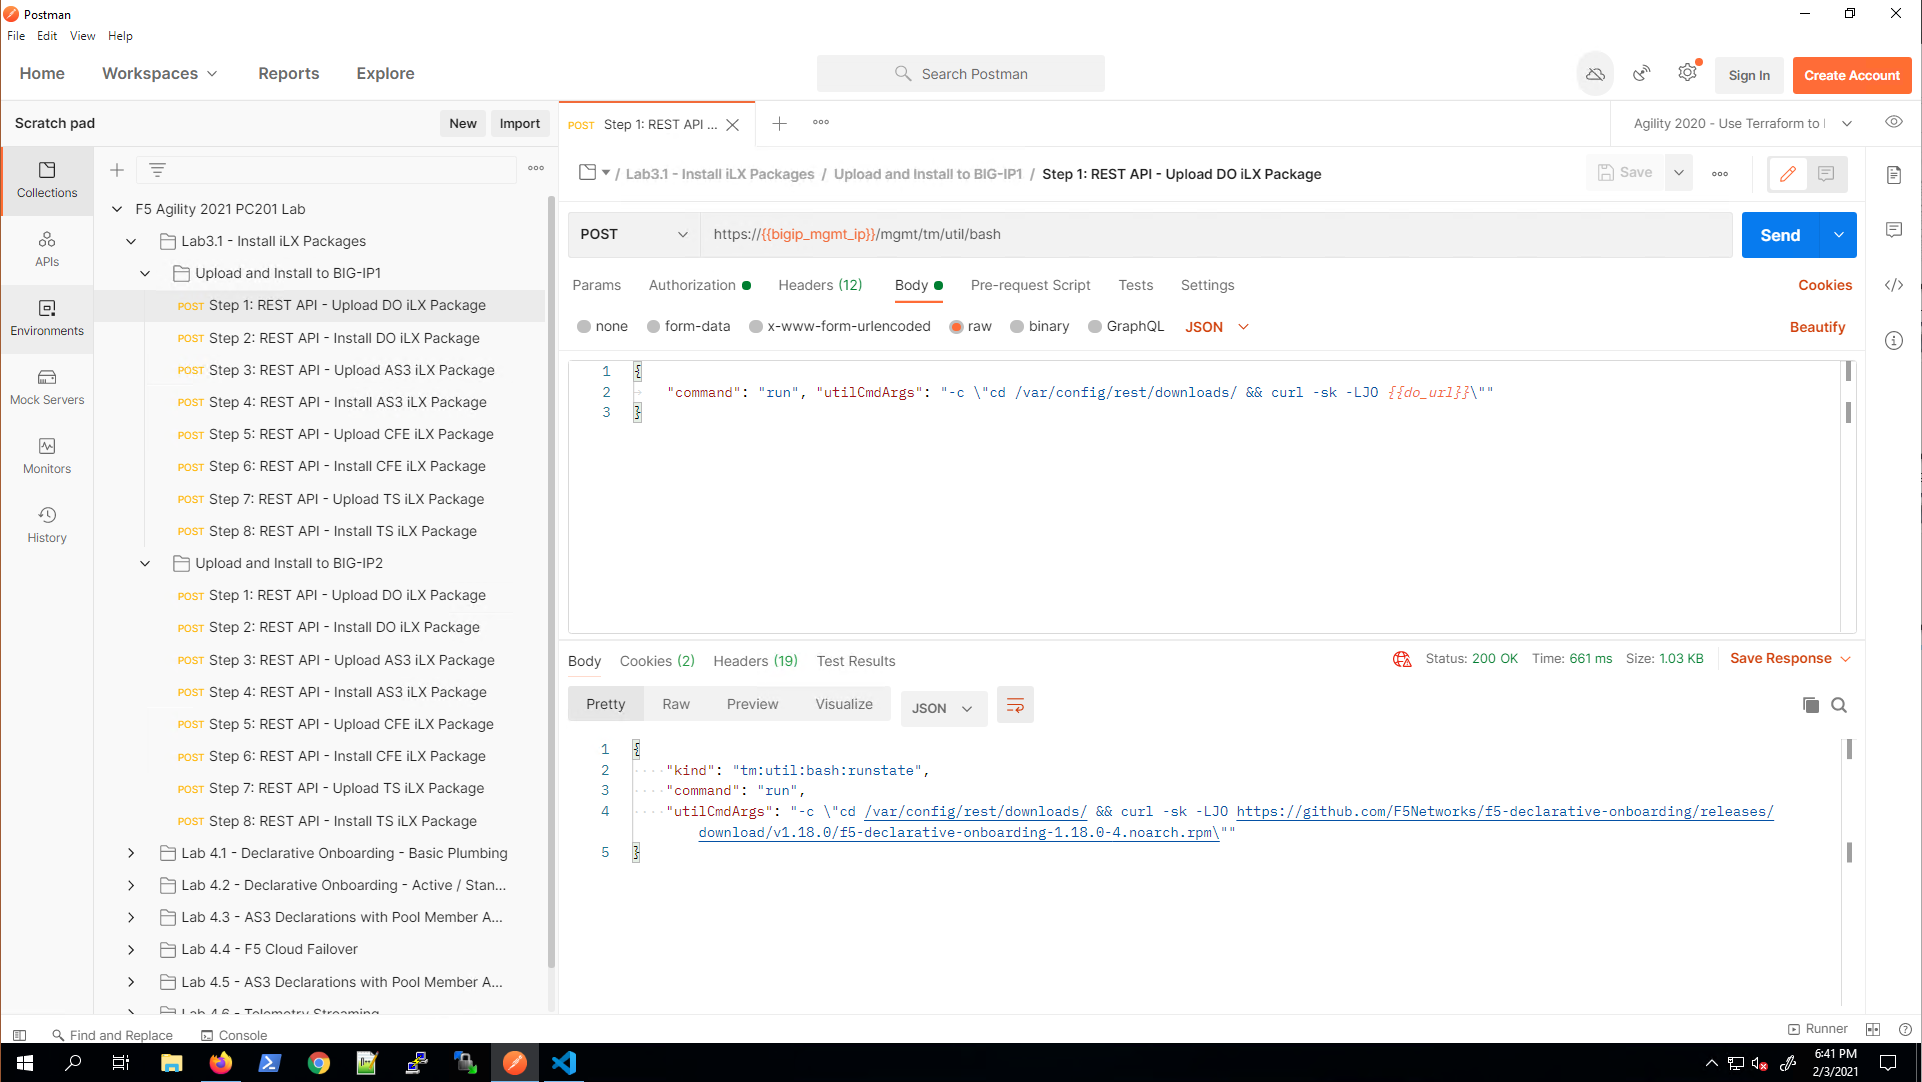 Postman
File Edit View Help
Home Workspaces Reports Explore
Search Postman
Sign In
Create Account
Scratch pad
New
Import
POST Step 1: REST API ...
Agility 2020 - Use Terraform to
Collections
APIs
Environments
Mock Servers
Monitors
History
F5 Agility 2021 PC201 Lab
Lab3.1 - Install iLX Packages
Upload and Install to BIG-IP1
POST Step 1: REST API - Upload DO iLX Package
POST Step 2: REST API - Install DO iLX Package
POST Step 3: REST API - Upload AS3 iLX Package
POST Step 4: REST API - Install AS3 iLX Package
POST Step 5: REST API - Upload CFE iLX Package
POST Step 6: REST API - Install CFE iLX Package
POST Step 7: REST API - Upload TS iLX Package
POST Step 8: REST API - Install TS iLX Package
Upload and Install to BIG-IP2
POST Step 1: REST API - Upload DO iLX Package
POST Step 2: REST API - Install DO iLX Package
POST Step 3: REST API - Upload AS3 iLX Package
POST Step 4: REST API - Install AS3 iLX Package
POST Step 5: REST API - Upload CFE iLX Package
POST Step 6: REST API - Install CFE iLX Package
POST Step 7: REST API - Upload TS iLX Package
POST Step 8: REST API - Install TS iLX Package
Lab 4.1 - Declarative Onboarding - Basic Plumbing
Lab 4.2 - Declarative Onboarding - Active / Stan...
Lab 4.3 - AS3 Declarations with Pool Member A...
Lab 4.4 - F5 Cloud Failover
Lab 4.5 - AS3 Declarations with Pool Member A...
Lab 4.6 - Telemetry Streaming
/ Lab3.1 - Install iLX Packages / Upload and Install to BIG-IP1 / Step 1: REST API - Upload DO iLX Package
Save
POST
https://{{bigip_mgmt_ip}}/mgmt/tm/util/bash
Send
Params Authorization Headers (12) Body Pre-request Script Tests Settings
Cookies
none form-data x-www-form-urlencoded raw binary GraphQL JSON
Beautify
1 {
2 "command": "run", "utilCmdArgs": "-c \"cd /var/config/rest/downloads/ && curl -sk -LJO {{do_url}}\""
3 }
Body Cookies (2) Headers (19) Test Results
Status: 200 OK Time: 661 ms Size: 1.03 KB
Save Response
Pretty Raw Preview Visualize JSON
1 {
2 "kind": "tm:util:bash:runstate",
3 "command": "run",
4 "utilCmdArgs": "-c \"cd /var/config/rest/downloads/ && curl -sk -LJO https://github.com/F5Networks/f5-declarative-onboarding/releases/
download/v1.18.0/f5-declarative-onboarding-1.18.0-4.noarch.rpm\""
5 }
Find and Replace
Console
Runner
6:41 PM
2/3/2021